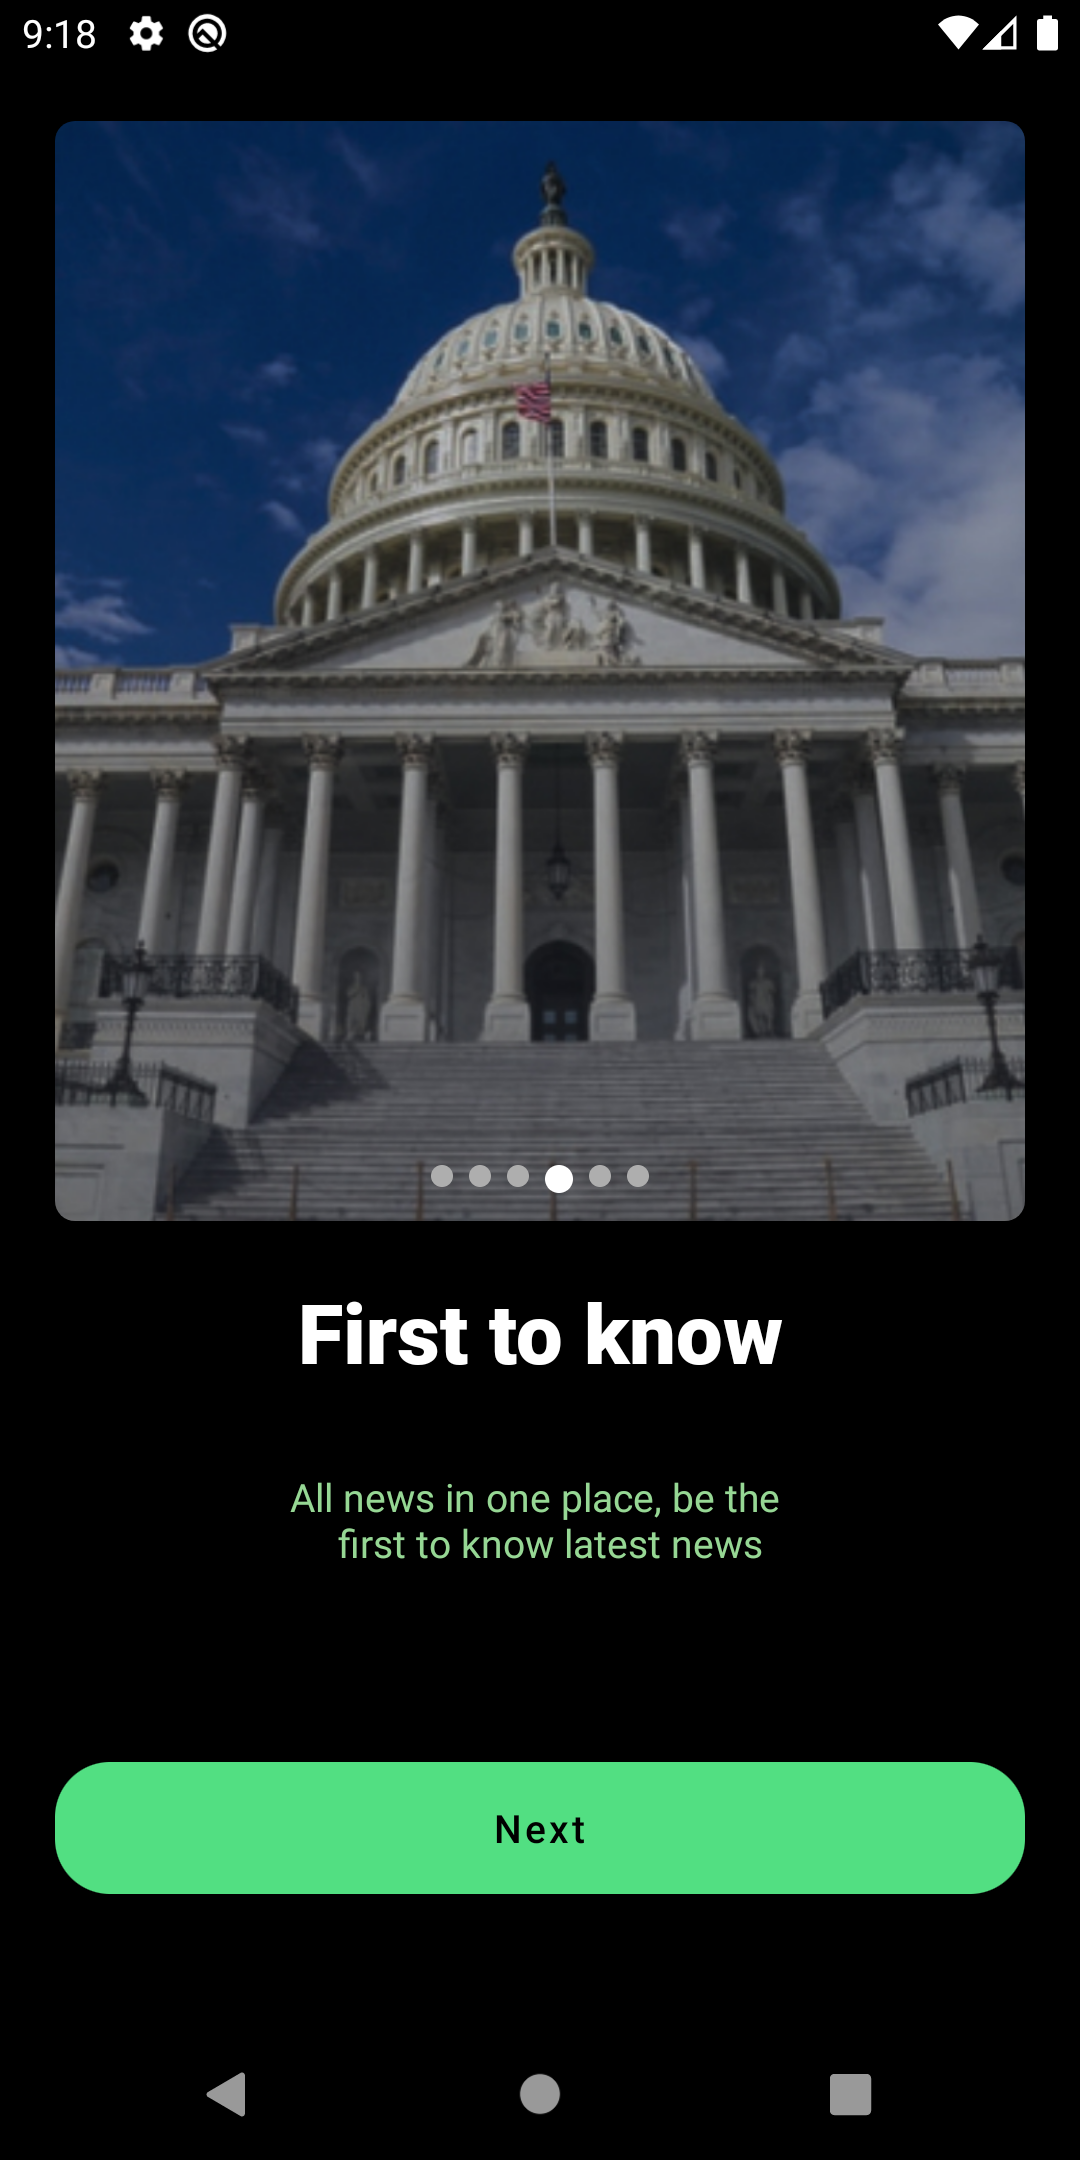 9:18
First to know
All news in one place, be the
first to know latest news
Next